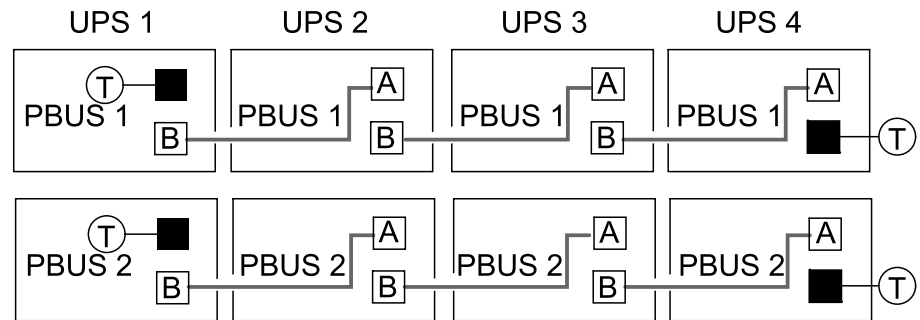 UPS 1 UPS 2 UPS 3 UPS 4
T A A A
PBUS 1 PBUS 1 PBUS 1 PBUS 1
B B B T
T A A A
PBUS 2 PBUS 2 PBUS 2 PBUS 2
B B B T